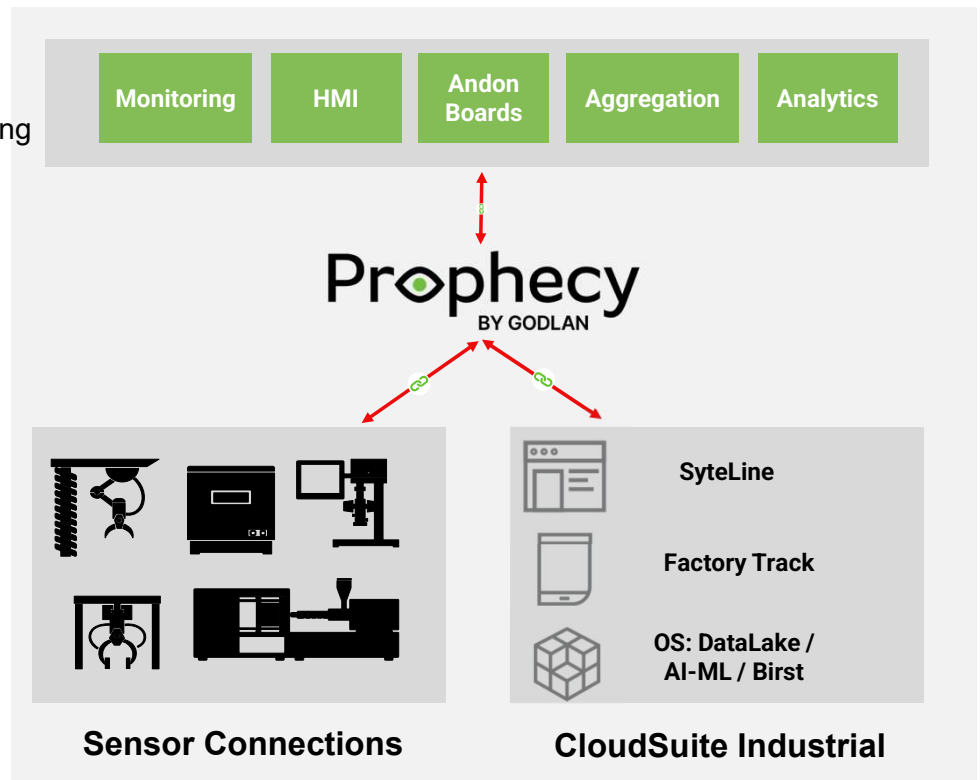 Monitoring
HMI
Andon
Boards
Aggregation
Analytics
ng
Prophecy
BY GODLAN
SyteLine
Factory Track
OS: DataLake /
AI-ML / Birst
Sensor Connections
CloudSuite Industrial